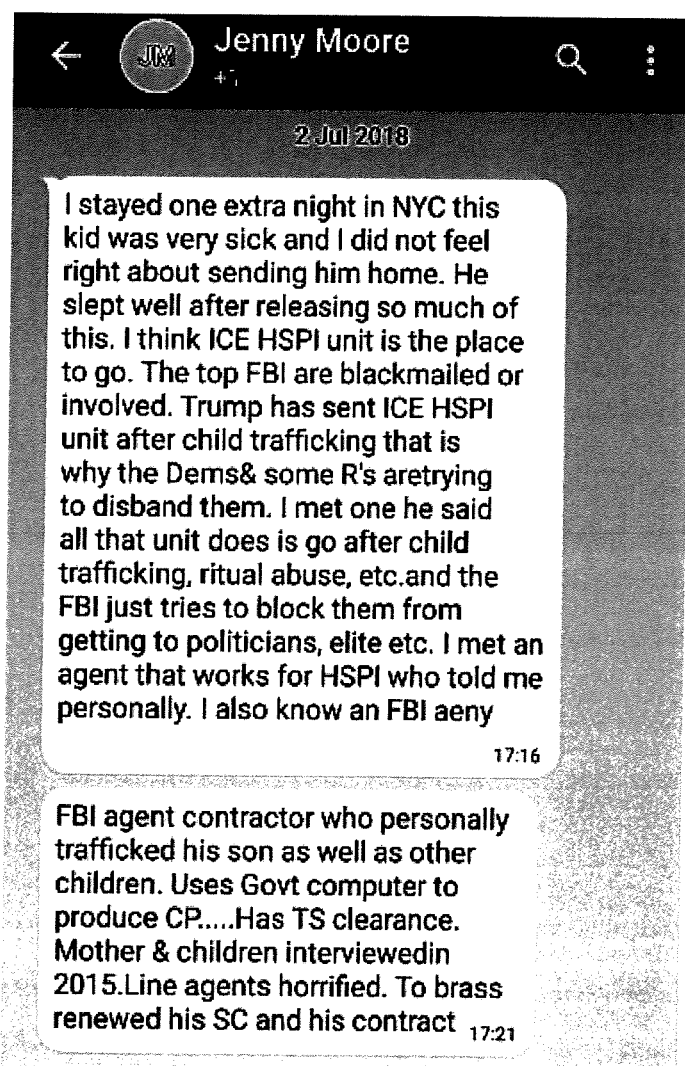 Jenny Moore
2 Jul 2018
I stayed one extra night in NYC this
kid was very sick and I did not feel
right about sending him home. He
slept well after releasing so much of
this. I think ICE HSPI unit is the place
to go. The top FBI are blackmailed or
involved. Trump has sent ICE HSPI
unit after child trafficking that is
why the Dems& some R's aretrying
to disband them. I met one he said
all that unit does is go after child
trafficking, ritual abuse, etc.and the
FBI just tries to block them from
getting to politicians, elite etc. I met an
agent that works for HSPI who told me
personally. I also know an FBI aeny
17:16
FBI agent contractor who personally
trafficked his son as well as other
children. Uses Govt computer to
produce CP.....Has TS clearance.
Mother & children interviewedin
2015.Line agents horrified. To brass
renewed his SC and his contract 17:21